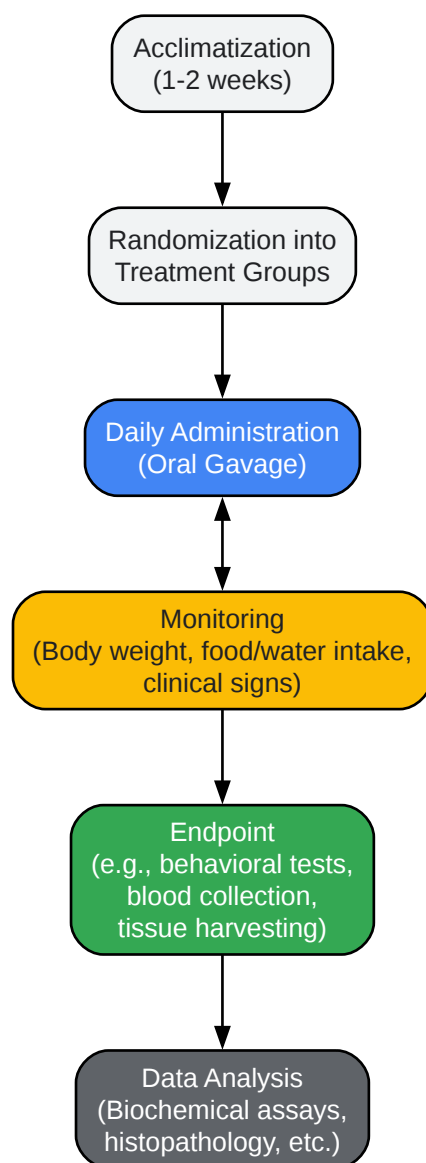 Acclimatization
(1-2 weeks)
Randomization into
Treatment Groups
Daily Administration
(Oral Gavage)
Monitoring
(Body weight, food/water intake,
clinical signs)
Endpoint
(e.g., behavioral tests,
blood collection,
tissue harvesting)
Data Analysis
(Biochemical assays,
histopathology, etc.)